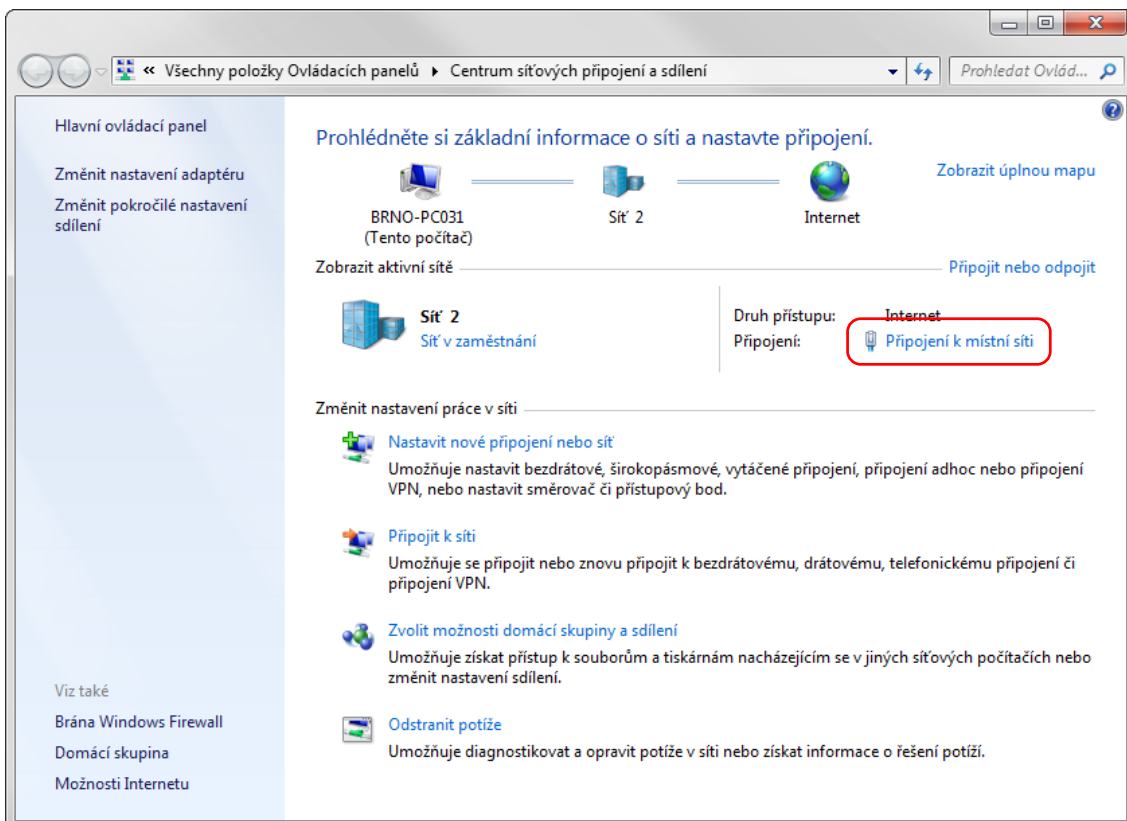 « Všechny položky Ovládacích panelů ▸ Centrum síťových připojení a sdílení
Prohledat Ovlád...
Hlavní ovládací panel
Změnit nastavení adaptéru
Změnit pokročilé nastavení
sdílení
Viz také
Brána Windows Firewall
Domácí skupina
Možnosti Internetu
Prohlédněte si základní informace o síti a nastavte připojení.
Zobrazit úplnou mapu
BRNO-PC031
(Tento počítač)
Síť 2
Internet
Zobrazit aktivní sítě
Připojit nebo odpojit
Síť 2
Síť v zaměstnání
Druh přístupu: Internet
Připojení: Připojení k místní síti
Změnit nastavení práce v síti
Nastavit nové připojení nebo síť
Umožňuje nastavit bezdrátové, širokopásmové, vytáčené připojení, připojení adhoc nebo připojení
VPN, nebo nastavit směrovač či přístupový bod.
Připojit k síti
Umožňuje se připojit nebo znovu připojit k bezdrátovému, drátovému, telefonickému připojení či
připojení VPN.
Zvolit možnosti domácí skupiny a sdílení
Umožňuje získat přístup k souborům a tiskárnám nacházejícím se v jiných síťových počítačích nebo
změnit nastavení sdílení.
Odstranit potíže
Umožňuje diagnostikovat a opravit potíže v síti nebo získat informace o řešení potíží.